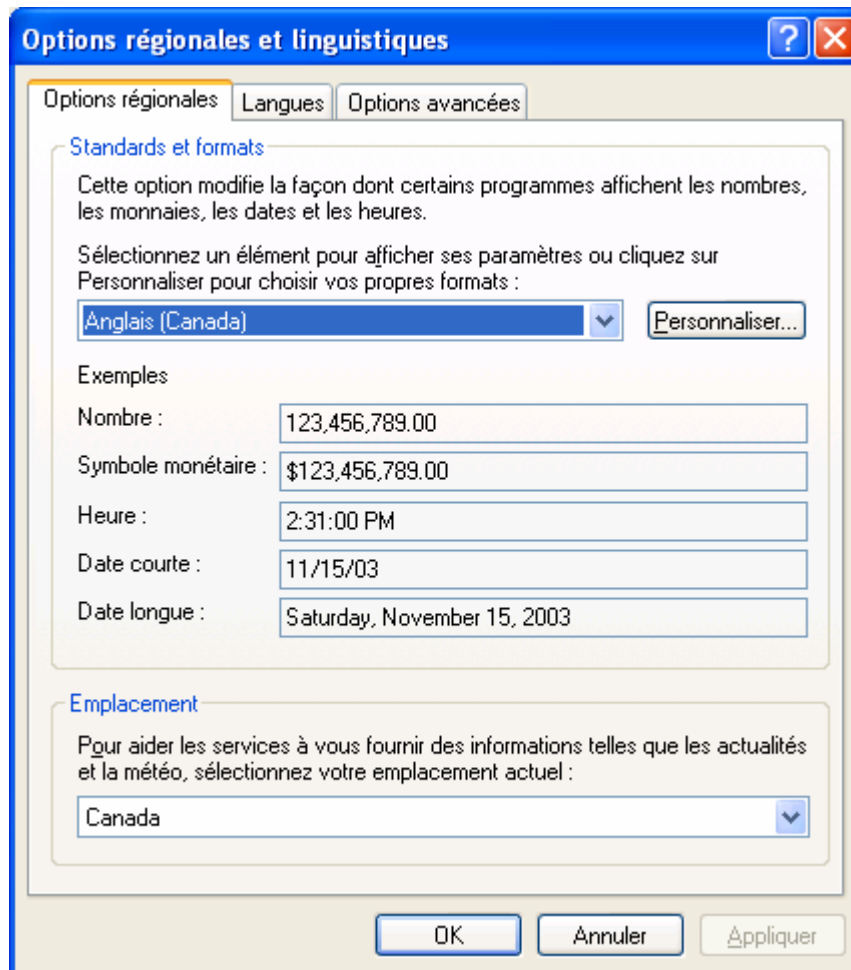 Options régionales et linguistiques
Options régionales Langues Options avancées
Standards et formats
Cette option modifie la façon dont certains programmes affichent les nombres,
les monnaies, les dates et les heures.
Sélectionnez un élément pour afficher ses paramètres ou cliquez sur
Personnaliser pour choisir vos propres formats :
Anglais (Canada) Personnaliser...
Exemples
Nombre : 123,456,789.00
Symbole monétaire : $123,456,789.00
Heure : 2:31:00 PM
Date courte : 11/15/03
Date longue : Saturday, November 15, 2003
Emplacement
Pour aider les services à vous fournir des informations telles que les actualités
et la météo, sélectionnez votre emplacement actuel :
Canada
OK Annuler Appliquer